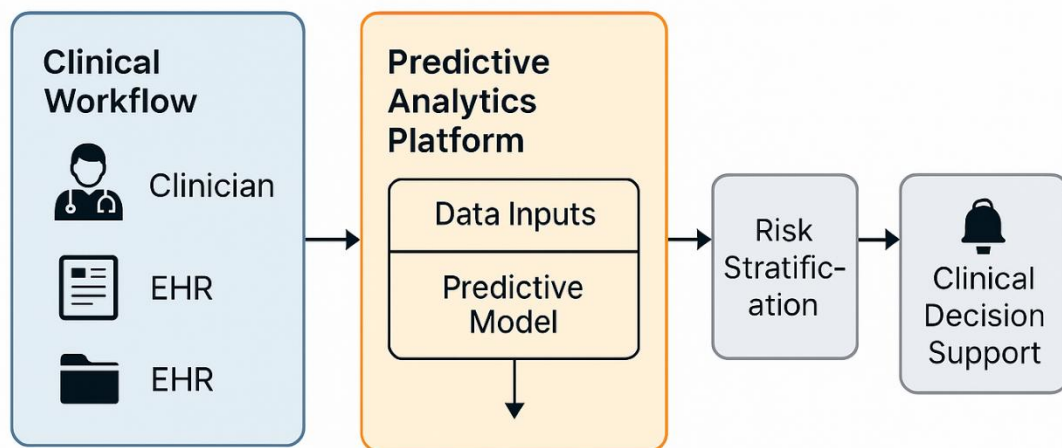 Clinical
Workflow
Clinician
EHR
EHR
Predictive
Analytics
Platform
Data Inputs
Predictive
Model
Risk
Stratific-
ation
Clinical
Decision
Support